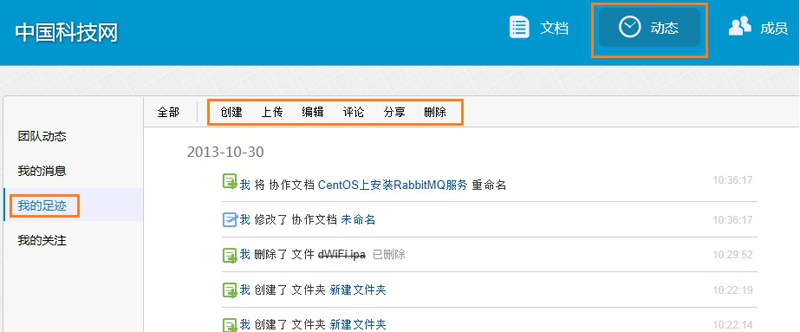 中国科技网
文档
动态
成员
全部 创建 上传 编辑 评论 分享 删除
团队动态
我的消息
我的足迹
我的关注
2013-10-30
我 将 协作文档 CentOS上安装RabbitMQ服务 重命名 10:36:17
我 修改了 协作文档 未命名 10:36:17
我 删除了 文件 dWiFi.ipa 已删除 10:29:52
我 创建了 文件夹 新建文件夹 10:22:19
我 创建了 文件夹 新建文件夹 10:22:14